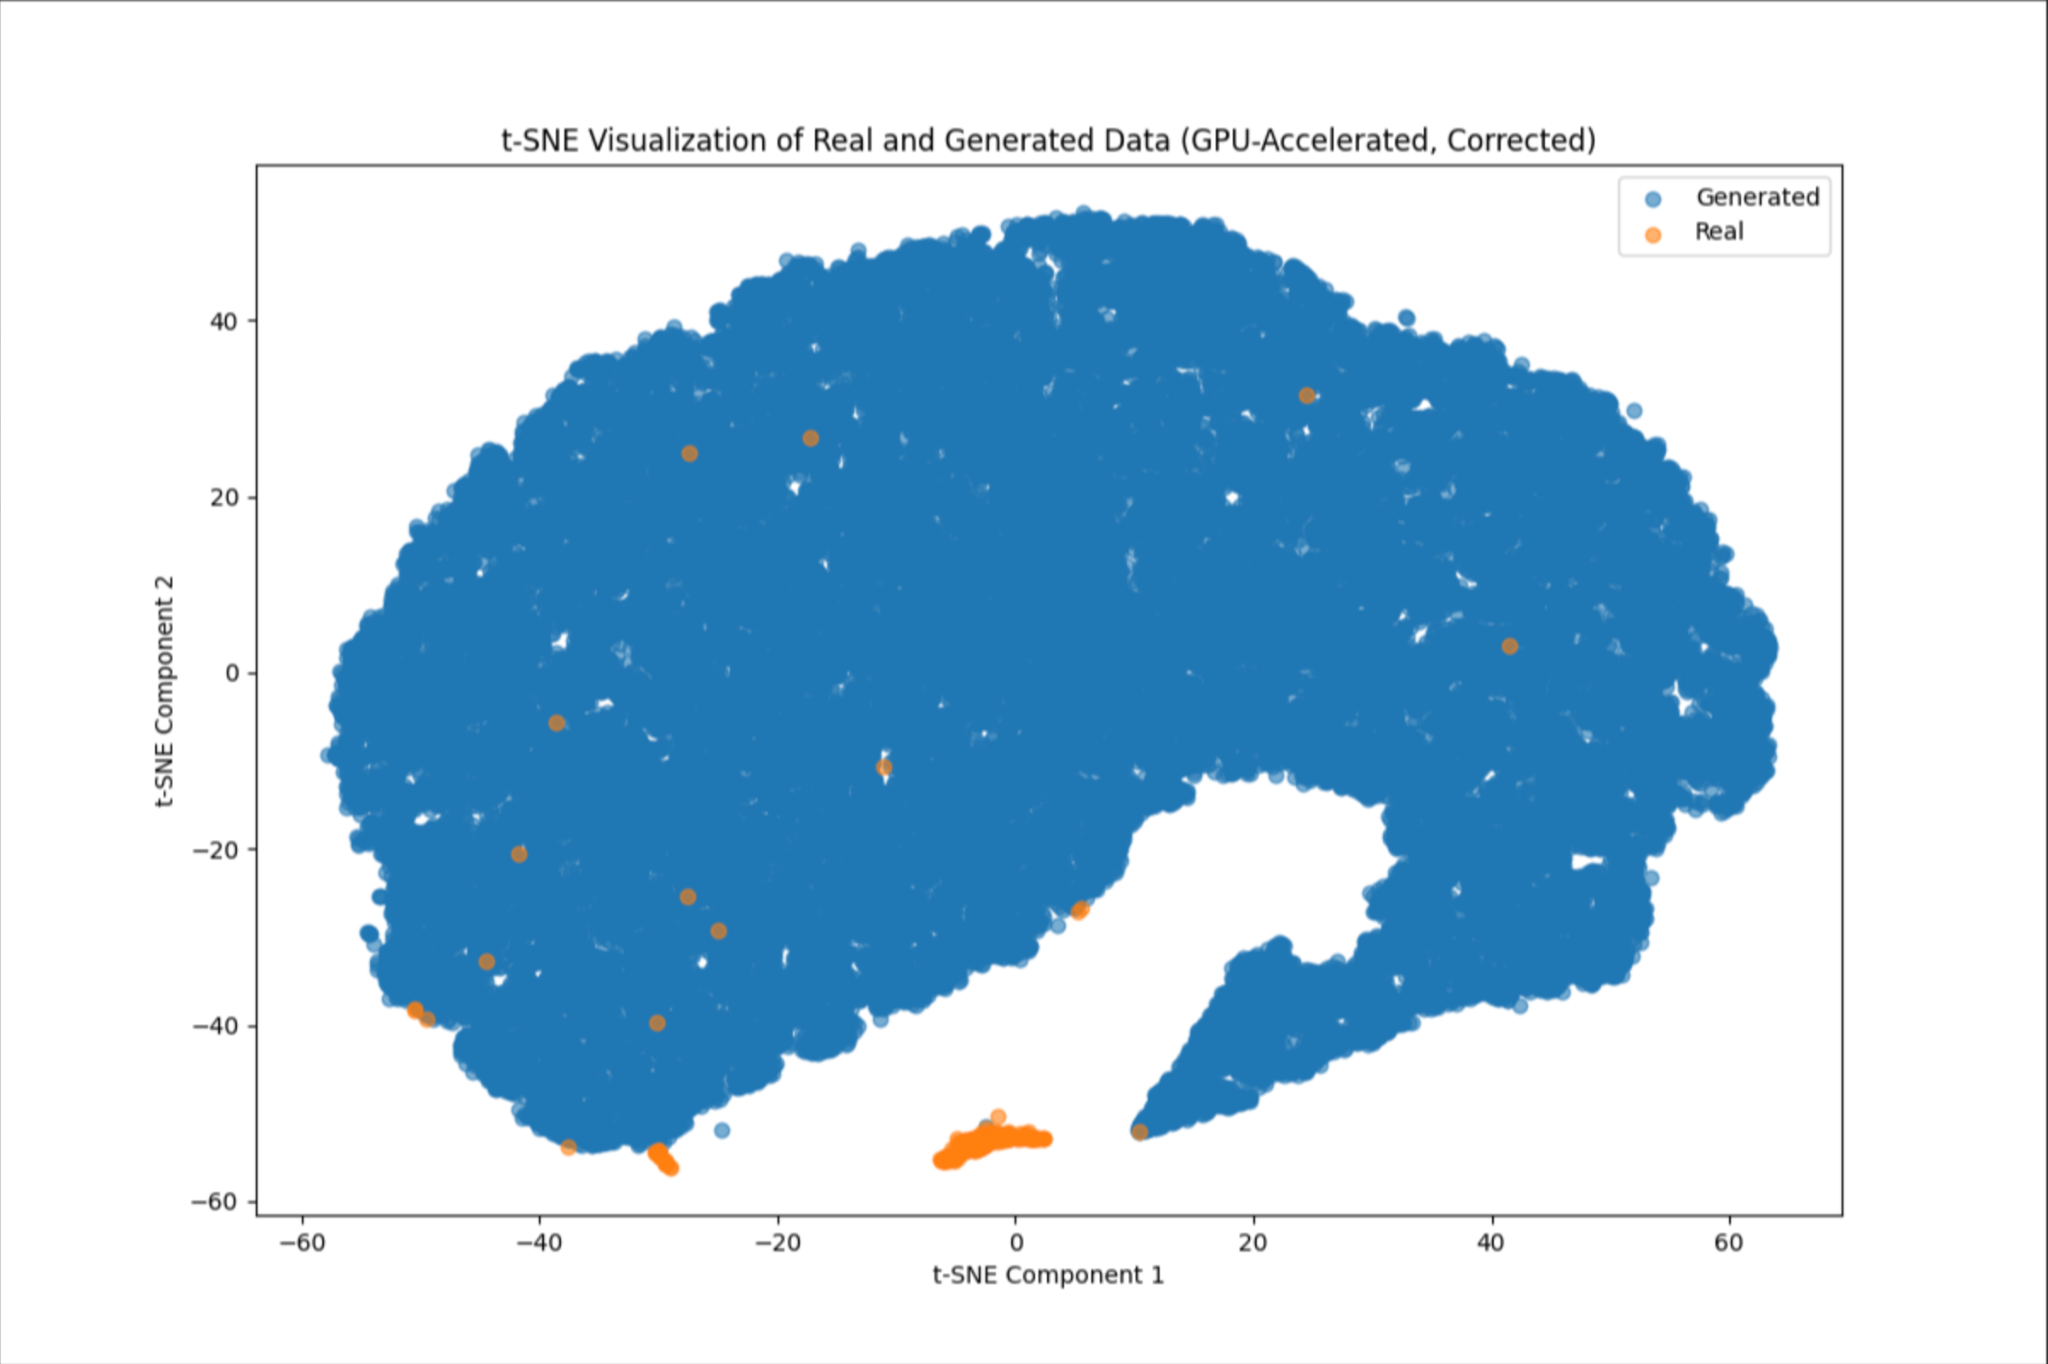 t-SNE Visualization of Real and Generated Data (GPU-Accelerated, Corrected)
Generated
Real
40
20
0
−20
−40
−60
t-SNE Component 2
−60 −40 −20 0 20 40 60
t-SNE Component 1